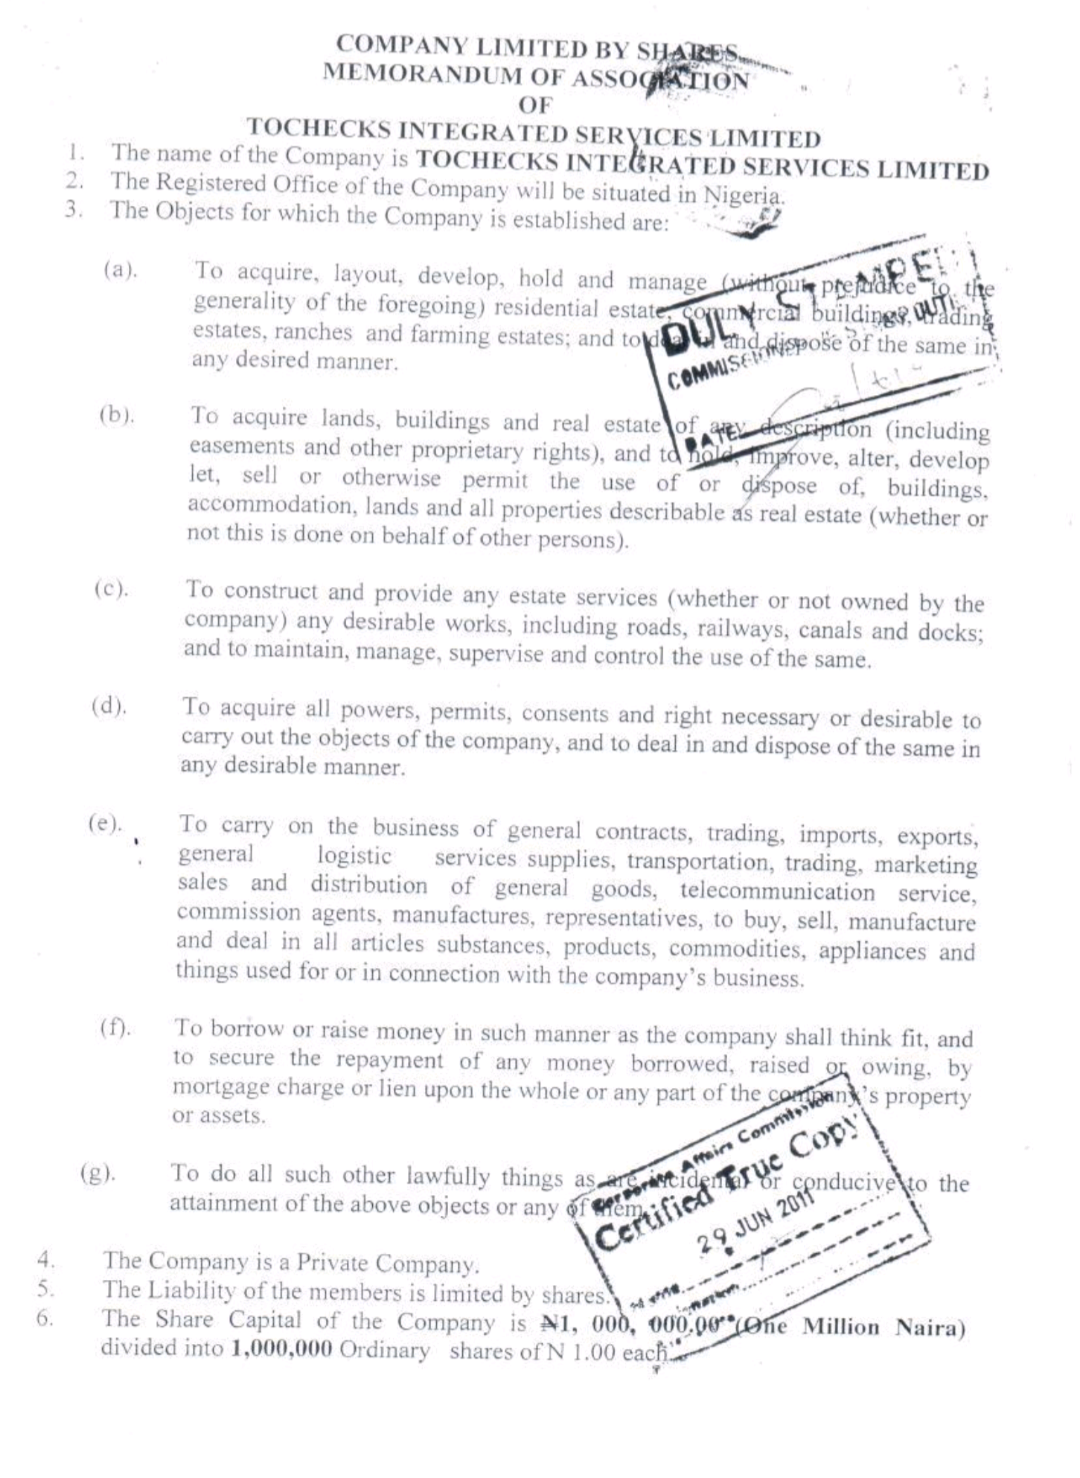 COMPANY LIMITED BY SHARES
MEMORANDUM OF ASSOCIATION
OF
TOCHECKS INTEGRATED SERVICES LIMITED
1. The name of the Company is TOCHECKS INTEGRATED SERVICES LIMITED
2. The Registered Office of the Company will be situated in Nigeria.
3. The Objects for which the Company is established are:
(a). To acquire, layout, develop, hold and manage (without prejudice to the
generality of the foregoing) residential estate, commercial buildings, trading
estates, ranches and farming estates; and to deal in and dispose of the same in
any desired manner.
DULY STAMPED
COMMISSIONER
DATE
(b). To acquire lands, buildings and real estate of any description (including
easements and other proprietary rights), and to hold, improve, alter, develop
let, sell or otherwise permit the use of or dispose of, buildings,
accommodation, lands and all properties describable as real estate (whether or
not this is done on behalf of other persons).
(c). To construct and provide any estate services (whether or not owned by the
company) any desirable works, including roads, railways, canals and docks;
and to maintain, manage, supervise and control the use of the same.
(d). To acquire all powers, permits, consents and right necessary or desirable to
carry out the objects of the company, and to deal in and dispose of the same in
any desirable manner.
(e). To carry on the business of general contracts, trading, imports, exports,
general logistic services supplies, transportation, trading, marketing
sales and distribution of general goods, telecommunication service,
commission agents, manufactures, representatives, to buy, sell, manufacture
and deal in all articles substances, products, commodities, appliances and
things used for or in connection with the company's business.
(f). To borrow or raise money in such manner as the company shall think fit, and
to secure the repayment of any money borrowed, raised or owing, by
mortgage charge or lien upon the whole or any part of the company's property
or assets.
(g). To do all such other lawfully things as are incidental or conducive to the
attainment of the above objects or any of them.
Corporate Affairs Commission
Certified True Copy
29 JUN 2011
4. The Company is a Private Company.
5. The Liability of the members is limited by shares.
6. The Share Capital of the Company is ₦1, 000, 000.00 (One Million Naira)
divided into 1,000,000 Ordinary shares of N 1.00 each.